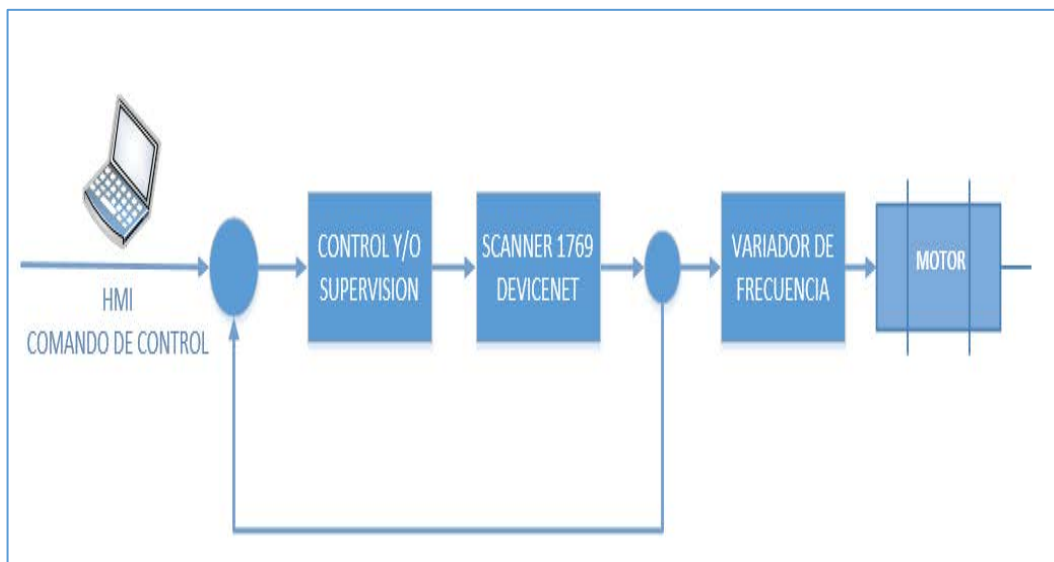 HMI
COMANDO DE CONTROL
CONTROL Y/O
SUPERVISION
SCANNER 1769
DEVICENET
VARIADOR DE
FRECUENCIA
MOTOR